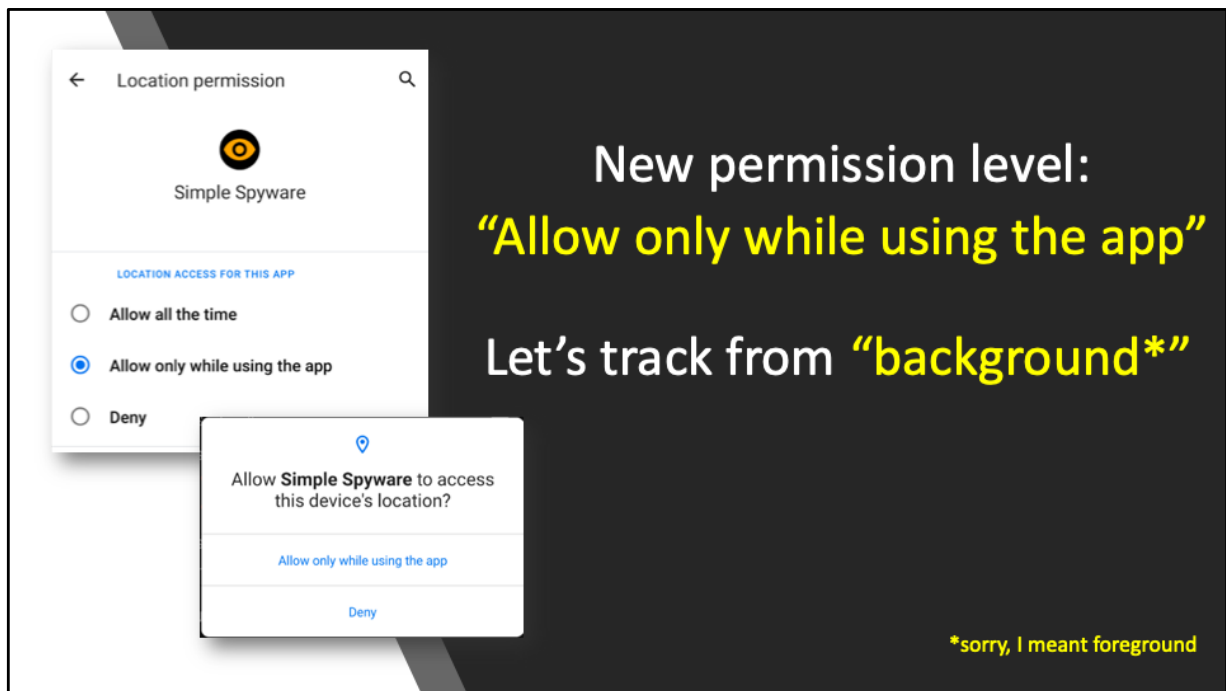 Location permission
Simple Spyware
LOCATION ACCESS FOR THIS APP
Allow all the time
Allow only while using the app
Deny
Allow Simple Spyware to access
this device's location?
Allow only while using the app
Deny
New permission level:
“Allow only while using the app”
Let’s track from “background*”
*sorry, I meant foreground